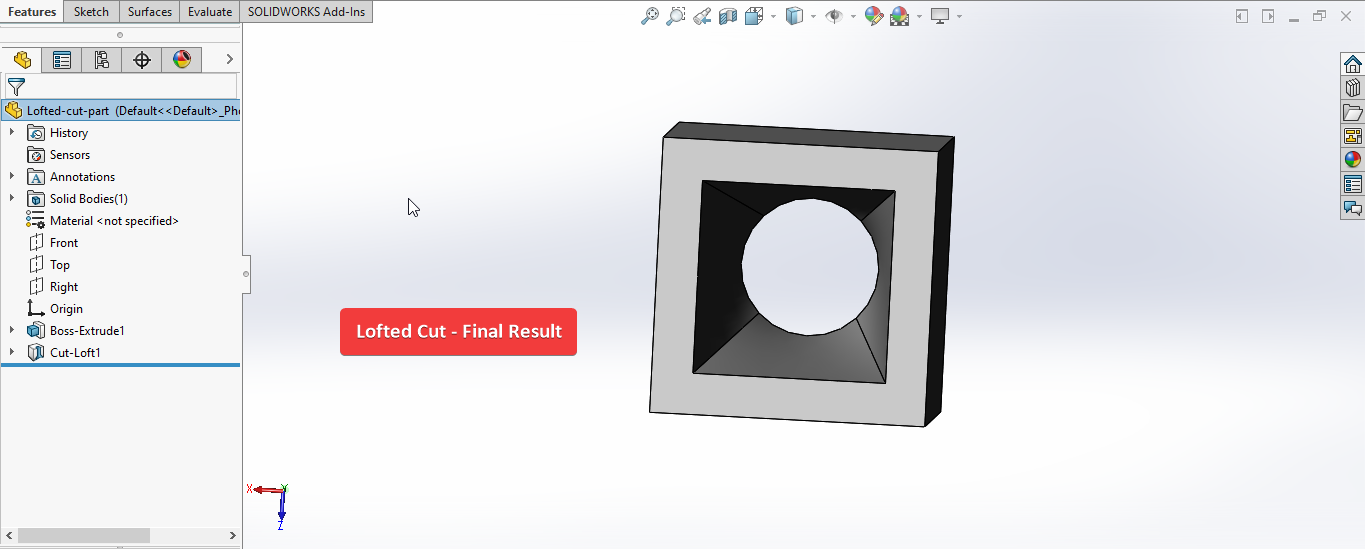 Features Sketch Surfaces Evaluate SOLIDWORKS Add-Ins
Lofted-cut-part (Default<<Default>_Pho
History
Sensors
A Annotations
Solid Bodies(1)
Material <not specified>
Front
Top
Right
Origin
Boss-Extrude1
Cut-Loft1
Lofted Cut - Final Result
X Y
Z